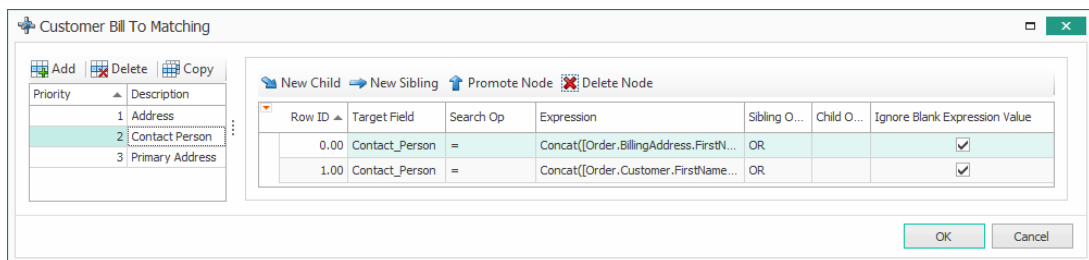 Customer Bill To Matching
Add Delete Copy
New Child New Sibling Promote Node Delete Node
Priority Description
1 Address
2 Contact Person
3 Primary Address
Row ID Target Field Search Op Expression Sibling O... Child O... Ignore Blank Expression Value
0.00 Contact_Person = Concat([Order.BillingAddress.FirstN... OR
1.00 Contact_Person = Concat([Order.Customer.FirstName... OR
OK Cancel